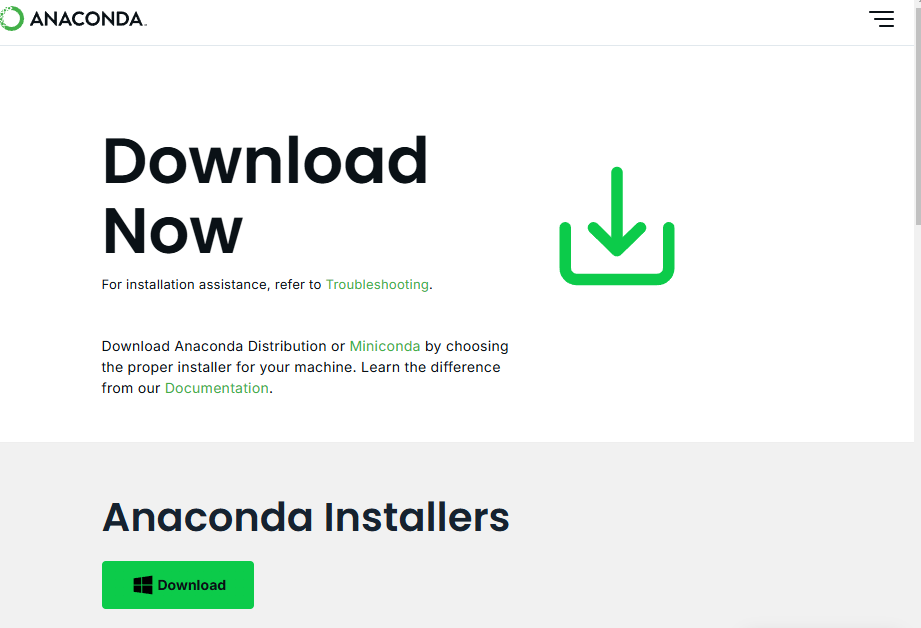 ANACONDA.
Download
Now
For installation assistance, refer to Troubleshooting.
Download Anaconda Distribution or Miniconda by choosing
the proper installer for your machine. Learn the difference
from our Documentation.
Anaconda Installers
Download